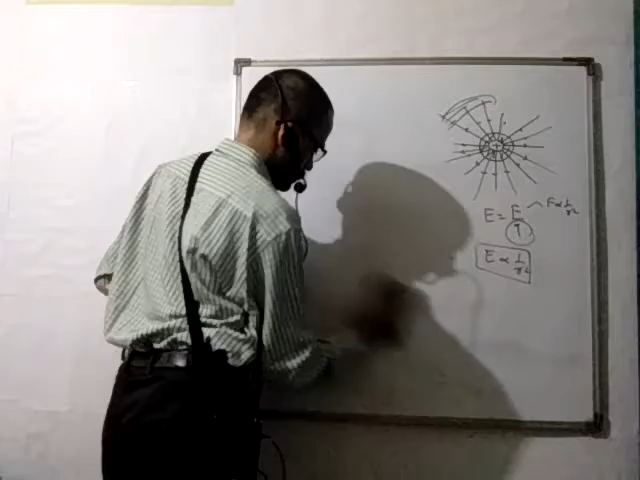 +
E = F/q F ∝ 1/r²
E ∝ 1/r²